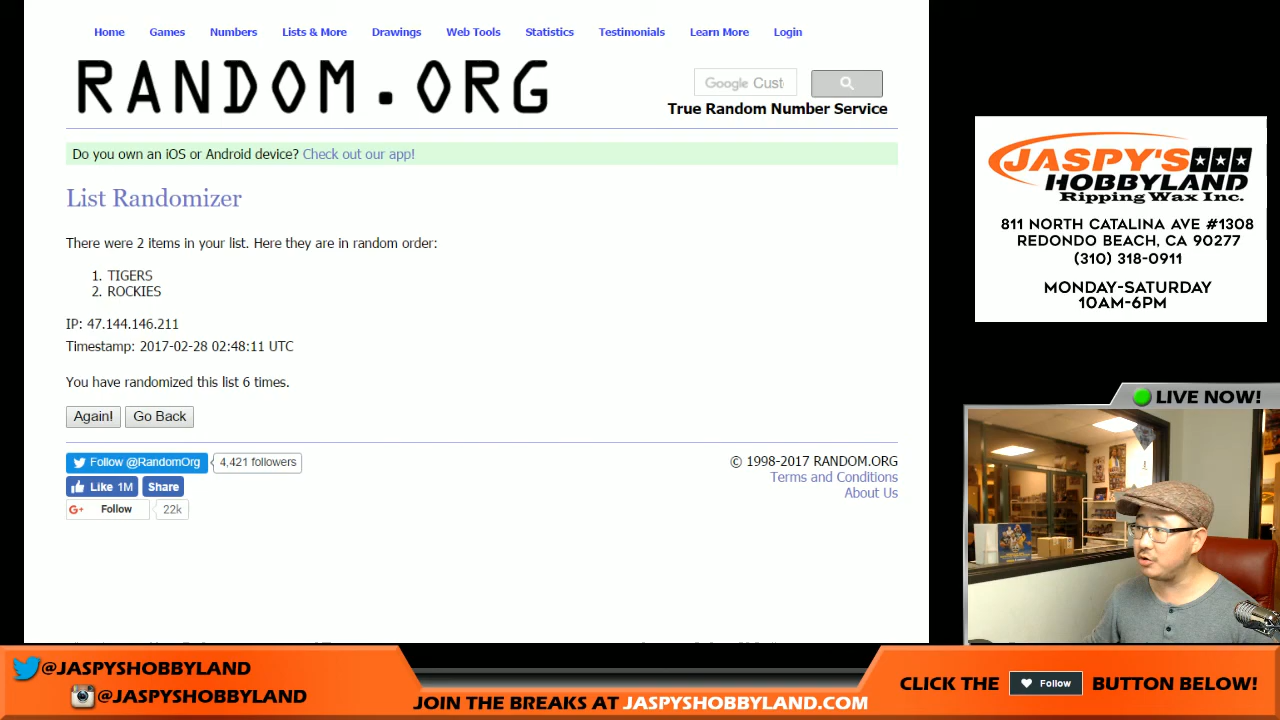 Home Games Numbers Lists & More Drawings Web Tools Statistics Testimonials Learn More Login
RANDOM.ORG
Google Cust
True Random Number Service
Do you own an iOS or Android device? Check out our app!
List Randomizer
There were 2 items in your list. Here they are in random order:
1. TIGERS
2. ROCKIES
IP: 47.144.146.211
Timestamp: 2017-02-28 02:48:11 UTC
You have randomized this list 6 times.
Again! Go Back
Follow @RandomOrg 4,421 followers
Like 1M Share
G+ Follow 22k
© 1998-2017 RANDOM.ORG
Terms and Conditions
About Us
JASPY'S
HOBBYLAND
Ripping Wax Inc.
811 NORTH CATALINA AVE #1308
REDONDO BEACH, CA 90277
(310) 318-0911
MONDAY-SATURDAY
10AM-6PM
LIVE NOW!
@JASPYSHOBBYLAND
@JASPYSHOBBYLAND
JOIN THE BREAKS AT JASPYSHOBBYLAND.COM
CLICK THE Follow BUTTON BELOW!